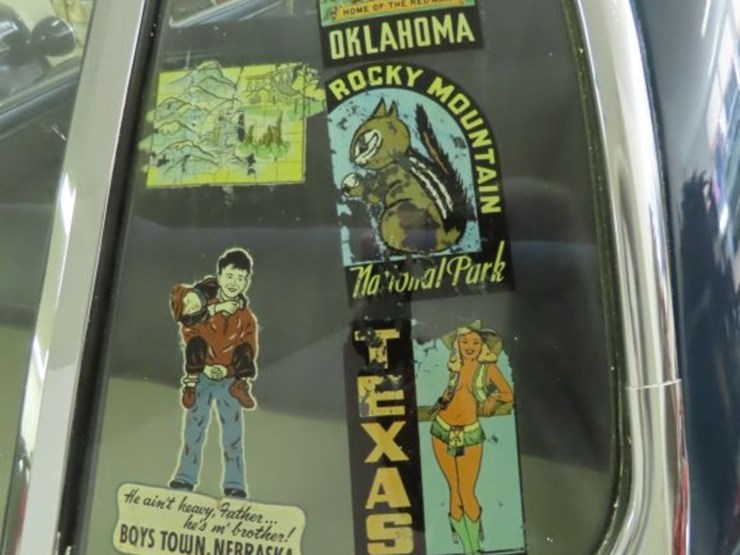 HOME OF THE RED
OKLAHOMA
ROCKY MOUNTAIN
National Park
TEXAS
He ain't heavy, Father...
he's m' brother!
BOYS TOWN, NEBRASKA